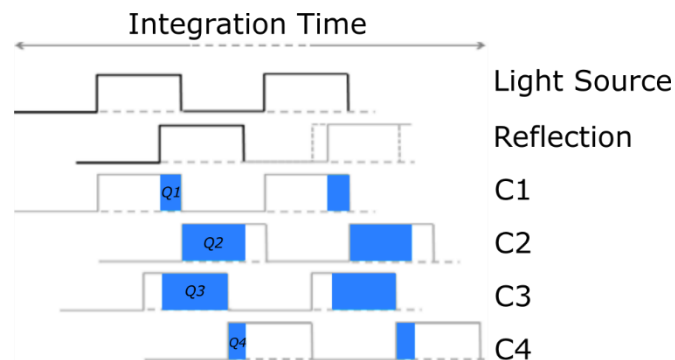 Integration Time
Light Source
Reflection
Q1 C1
Q2 C2
Q3 C3
Q4 C4